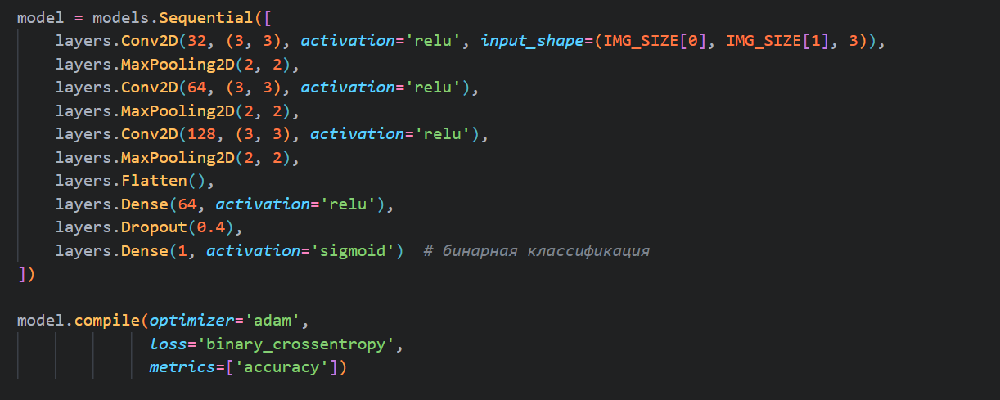 model = models.Sequential([
    layers.Conv2D(32, (3, 3), activation='relu', input_shape=(IMG_SIZE[0], IMG_SIZE[1], 3)),
    layers.MaxPooling2D(2, 2),
    layers.Conv2D(64, (3, 3), activation='relu'),
    layers.MaxPooling2D(2, 2),
    layers.Conv2D(128, (3, 3), activation='relu'),
    layers.MaxPooling2D(2, 2),
    layers.Flatten(),
    layers.Dense(64, activation='relu'),
    layers.Dropout(0.4),
    layers.Dense(1, activation='sigmoid')  # бинарная классификация
])

model.compile(optimizer='adam',
              loss='binary_crossentropy',
              metrics=['accuracy'])